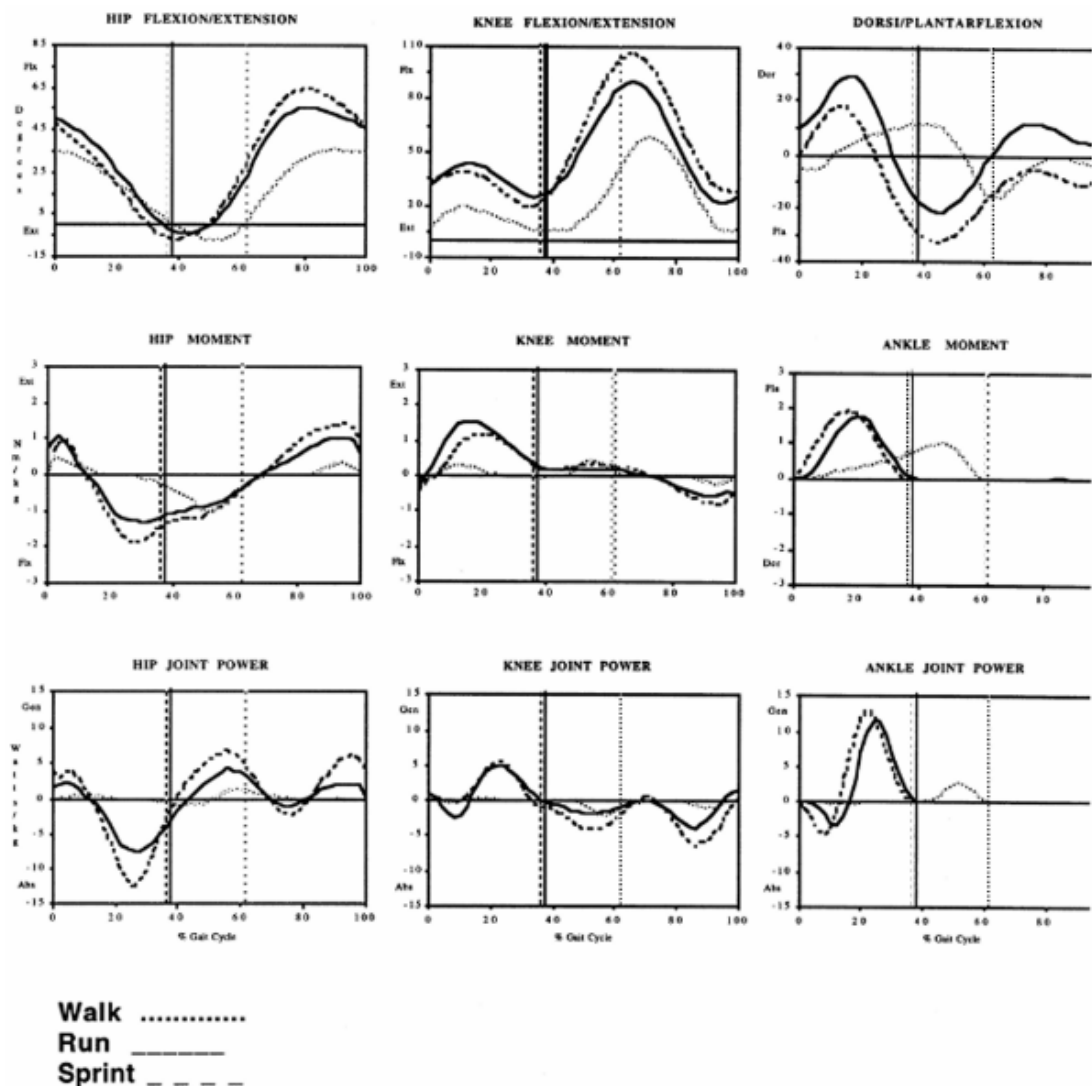 HIP FLEXION/EXTENSION
85
Flx
65
45
25
5
Ext
-15
Degrees
0 20 40 60 80 100
KNEE FLEXION/EXTENSION
110
Flx
50
20
Ext
-10
0 20 40 60 80 100
DORSI/PLANTARFLEXION
40
Dor
20
0
-20
Pla
-40
0 20 40 60 80
HIP MOMENT
3
Ext
2
1
0
-1
-2
Flx
-3
Nm/kg
0 20 40 60 80 100
KNEE MOMENT
3
Ext
2
1
0
-1
-2
Flx
-3
0 20 40 60 80 100
ANKLE MOMENT
3
Pla
2
1
0
-1
-2
Dor
-3
0 20 40 60 80
HIP JOINT POWER
15
Gen
10
5
0
-5
-10
Abs
-15
Watts/kg
0 20 40 60 80 100
% Gait Cycle
KNEE JOINT POWER
15
Gen
10
5
0
-5
-10
Abs
-15
0 20 40 60 80 100
% Gait Cycle
ANKLE JOINT POWER
15
Gen
10
5
0
-5
-10
Abs
-15
0 20 40 60 80
% Gait Cycle
Walk ..............
Run ______
Sprint _ _ _ _